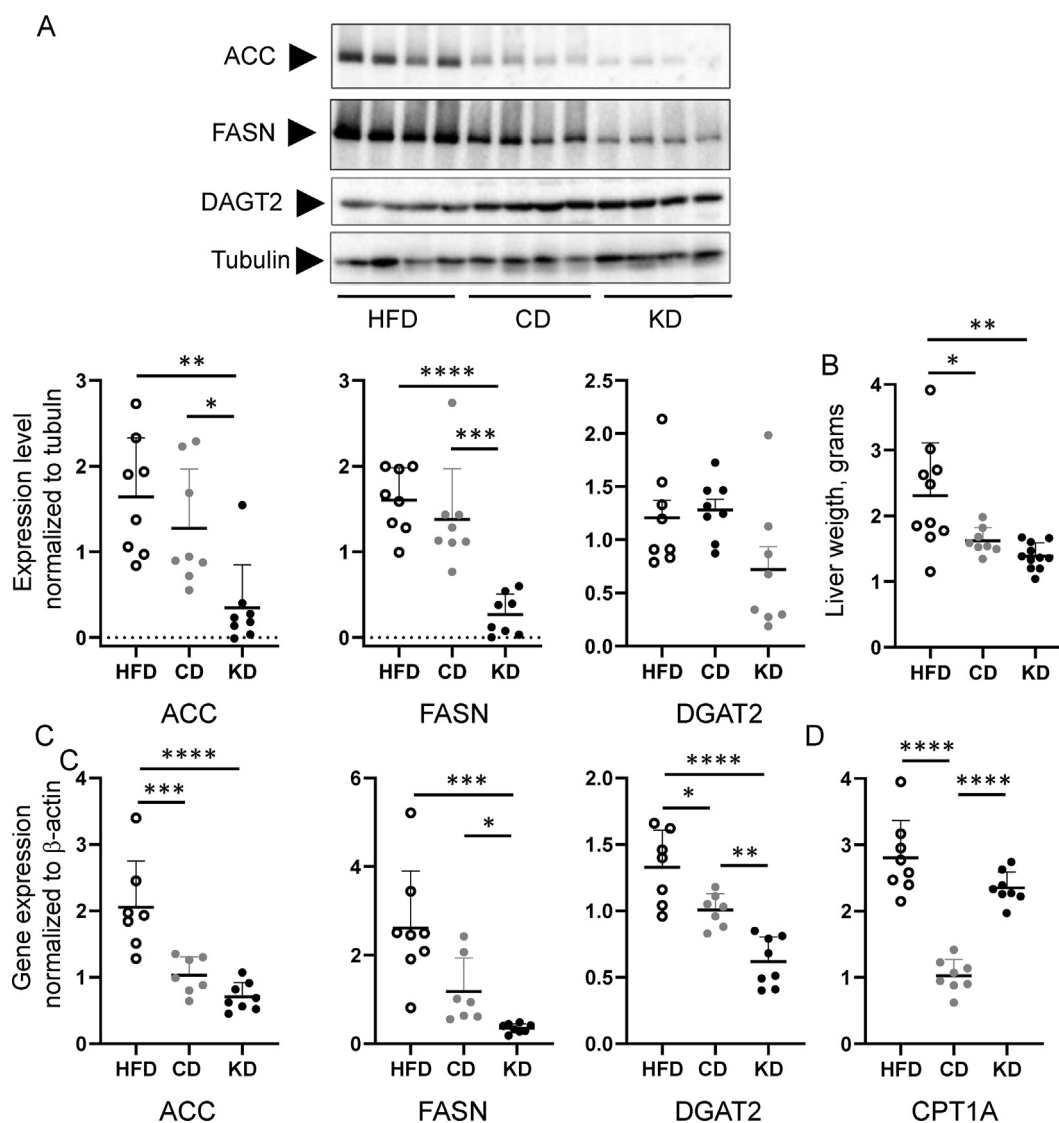 A
ACC
FASN
DAGT2
Tubulin
HFD CD KD
Expression level
normalized to tubuln
3
2
1
0
**
*
HFD CD KD
ACC
3
2
1
0
****
***
HFD CD KD
FASN
2.5
2.0
1.5
1.0
0.5
0.0
HFD CD KD
DGAT2
B
Liver weigth, grams
4
3
2
1
0
**
*
HFD CD KD
C
C
Gene expression
normalized to β-actin
4
3
2
1
0
****
***
HFD CD KD
ACC
6
4
2
0
***
*
HFD CD KD
FASN
2.0
1.5
1.0
0.5
0.0
****
*
**
HFD CD KD
DGAT2
D
4
3
2
1
0
****
****
HFD CD KD
CPT1A